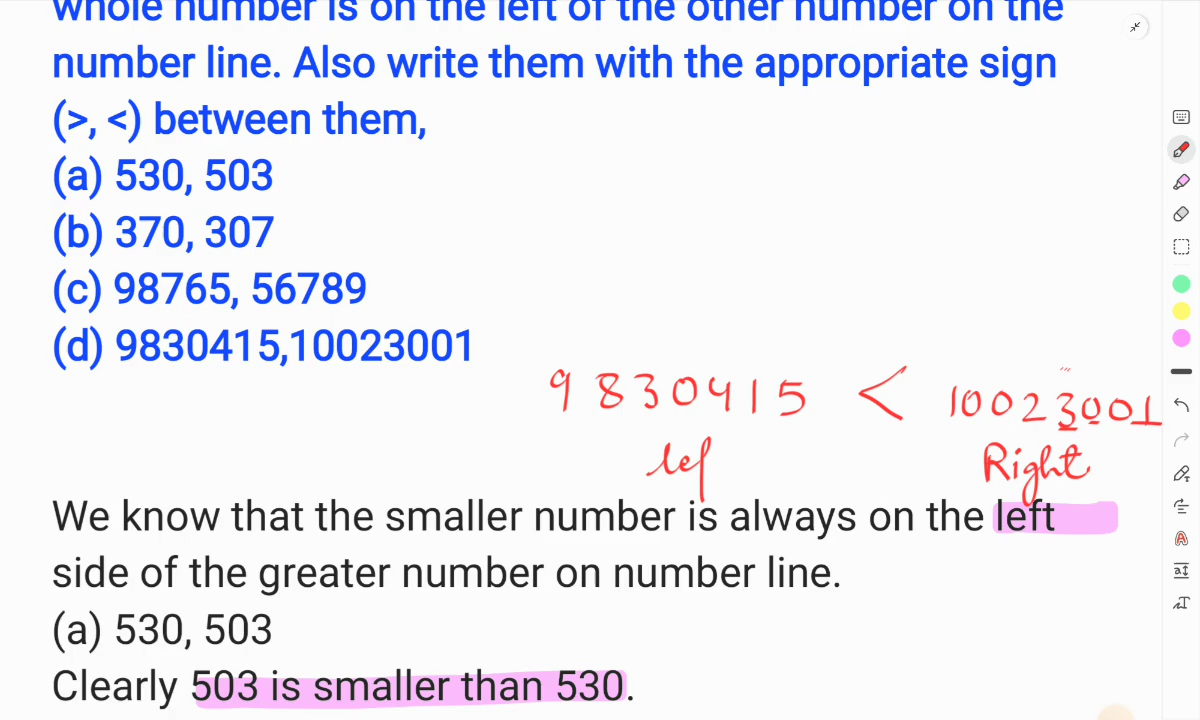 whole number is on the left of the other number on the
number line. Also write them with the appropriate sign
(>, <) between them,
(a) 530, 503
(b) 370, 307
(c) 98765, 56789
(d) 9830415,10023001
9830415 < 10023001
lef Right
We know that the smaller number is always on the left
side of the greater number on number line.
(a) 530, 503
Clearly 503 is smaller than 530.